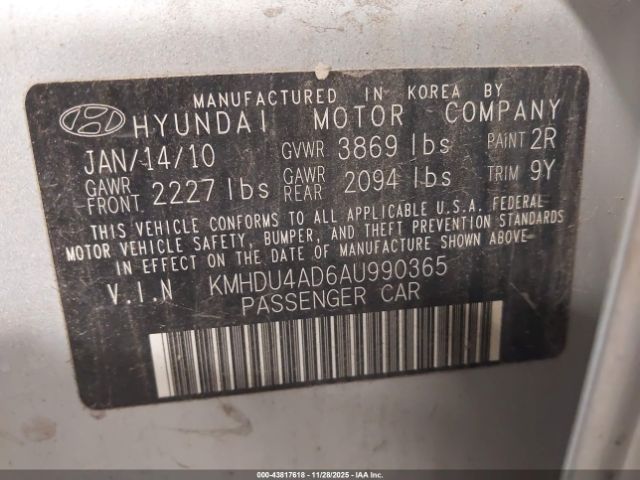 MANUFACTURED IN KOREA BY
HYUNDAI MOTOR COMPANY
JAN/14/10 GVWR 3869 lbs PAINT 2R
GAWR FRONT 2227 lbs GAWR REAR 2094 lbs TRIM 9Y
THIS VEHICLE CONFORMS TO ALL APPLICABLE U.S.A. FEDERAL
MOTOR VEHICLE SAFETY, BUMPER, AND THEFT PREVENTION STANDARDS
IN EFFECT ON THE DATE OF MANUFACTURE SHOWN ABOVE
V.I.N KMHDU4AD6AU990365
PASSENGER CAR
000-43817618 - 11/28/2025 - IAAI.COM